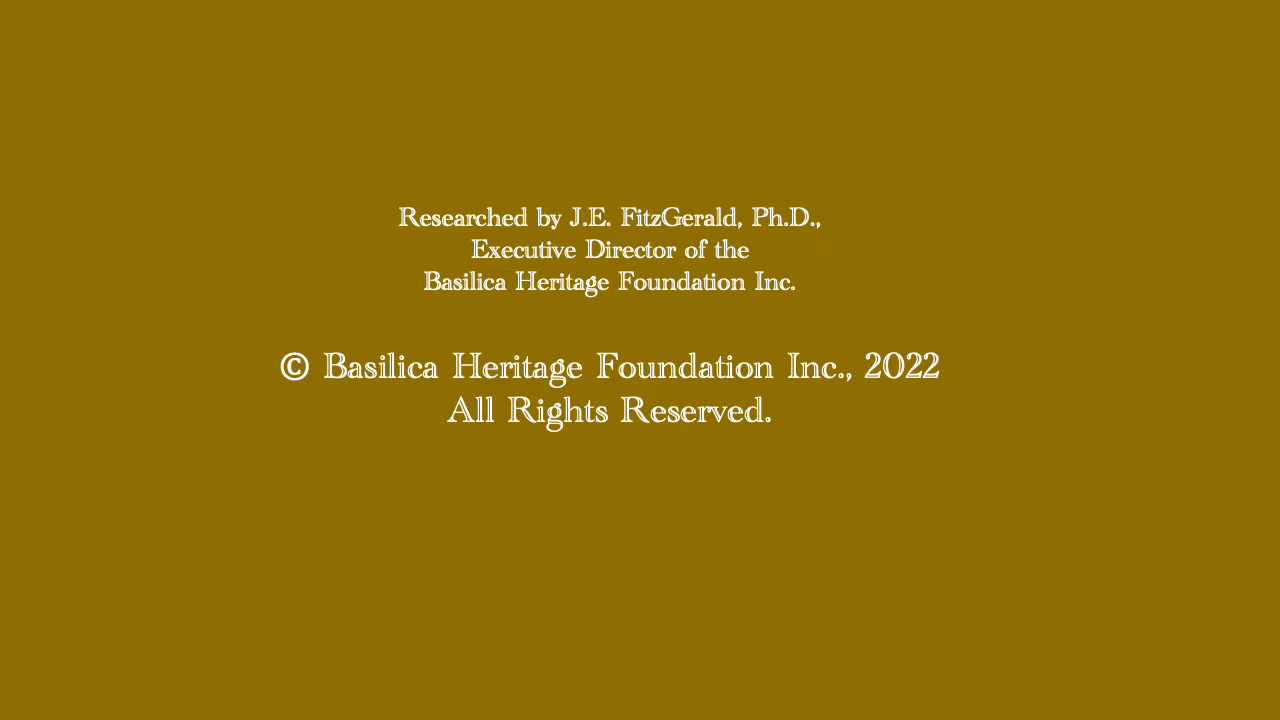 Researched by J.E. FitzGerald, Ph.D.,
Executive Director of the
Basilica Heritage Foundation Inc.
© Basilica Heritage Foundation Inc., 2022
All Rights Reserved.